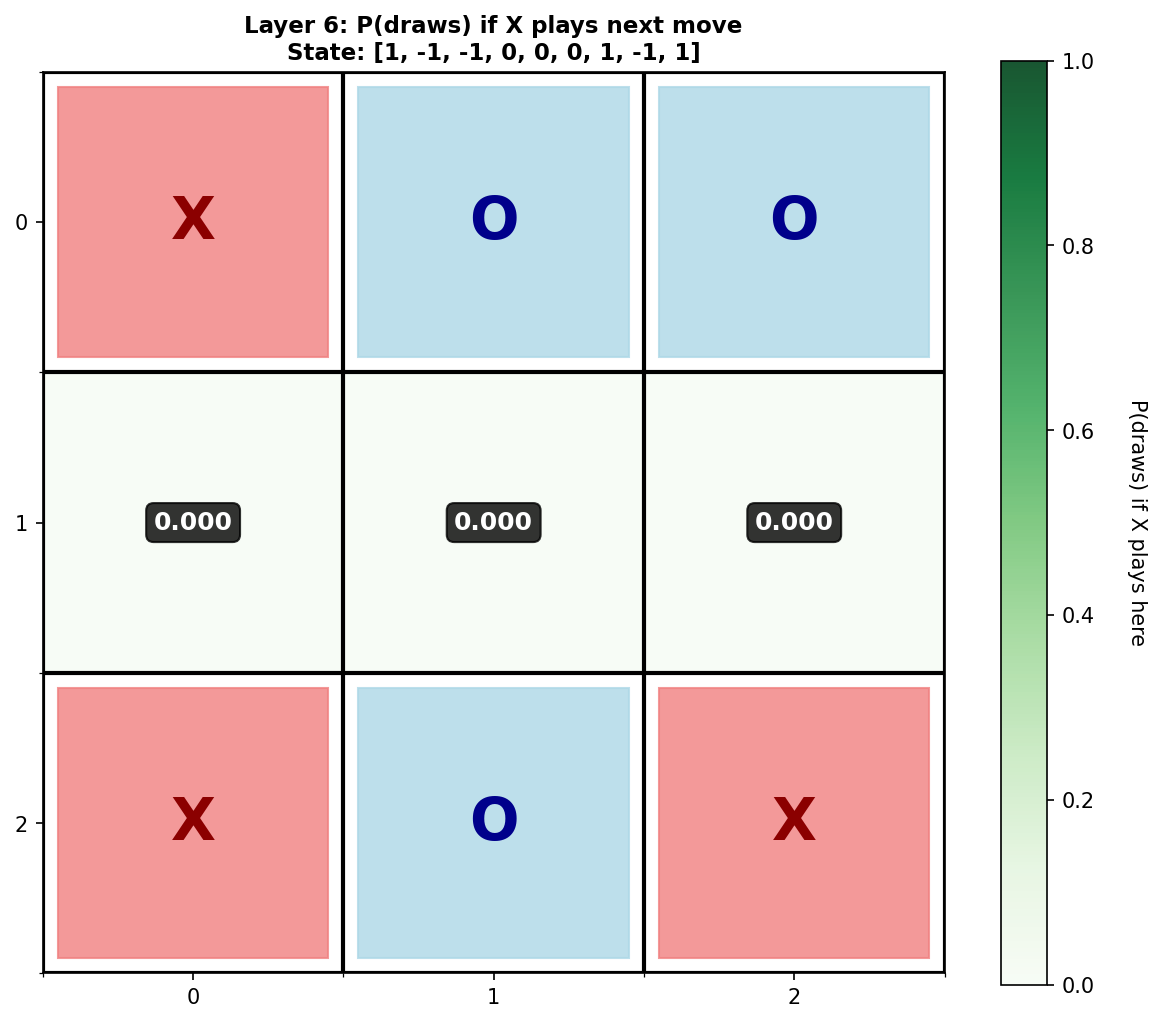 Layer 6: P(draws) if X plays next move
State: [1, -1, -1, 0, 0, 0, 1, -1, 1]
X O O
0.000 0.000 0.000
X O X
0
1
2
0 1 2
1.0
0.8
0.6
0.4
0.2
0.0
P(draws) if X plays here